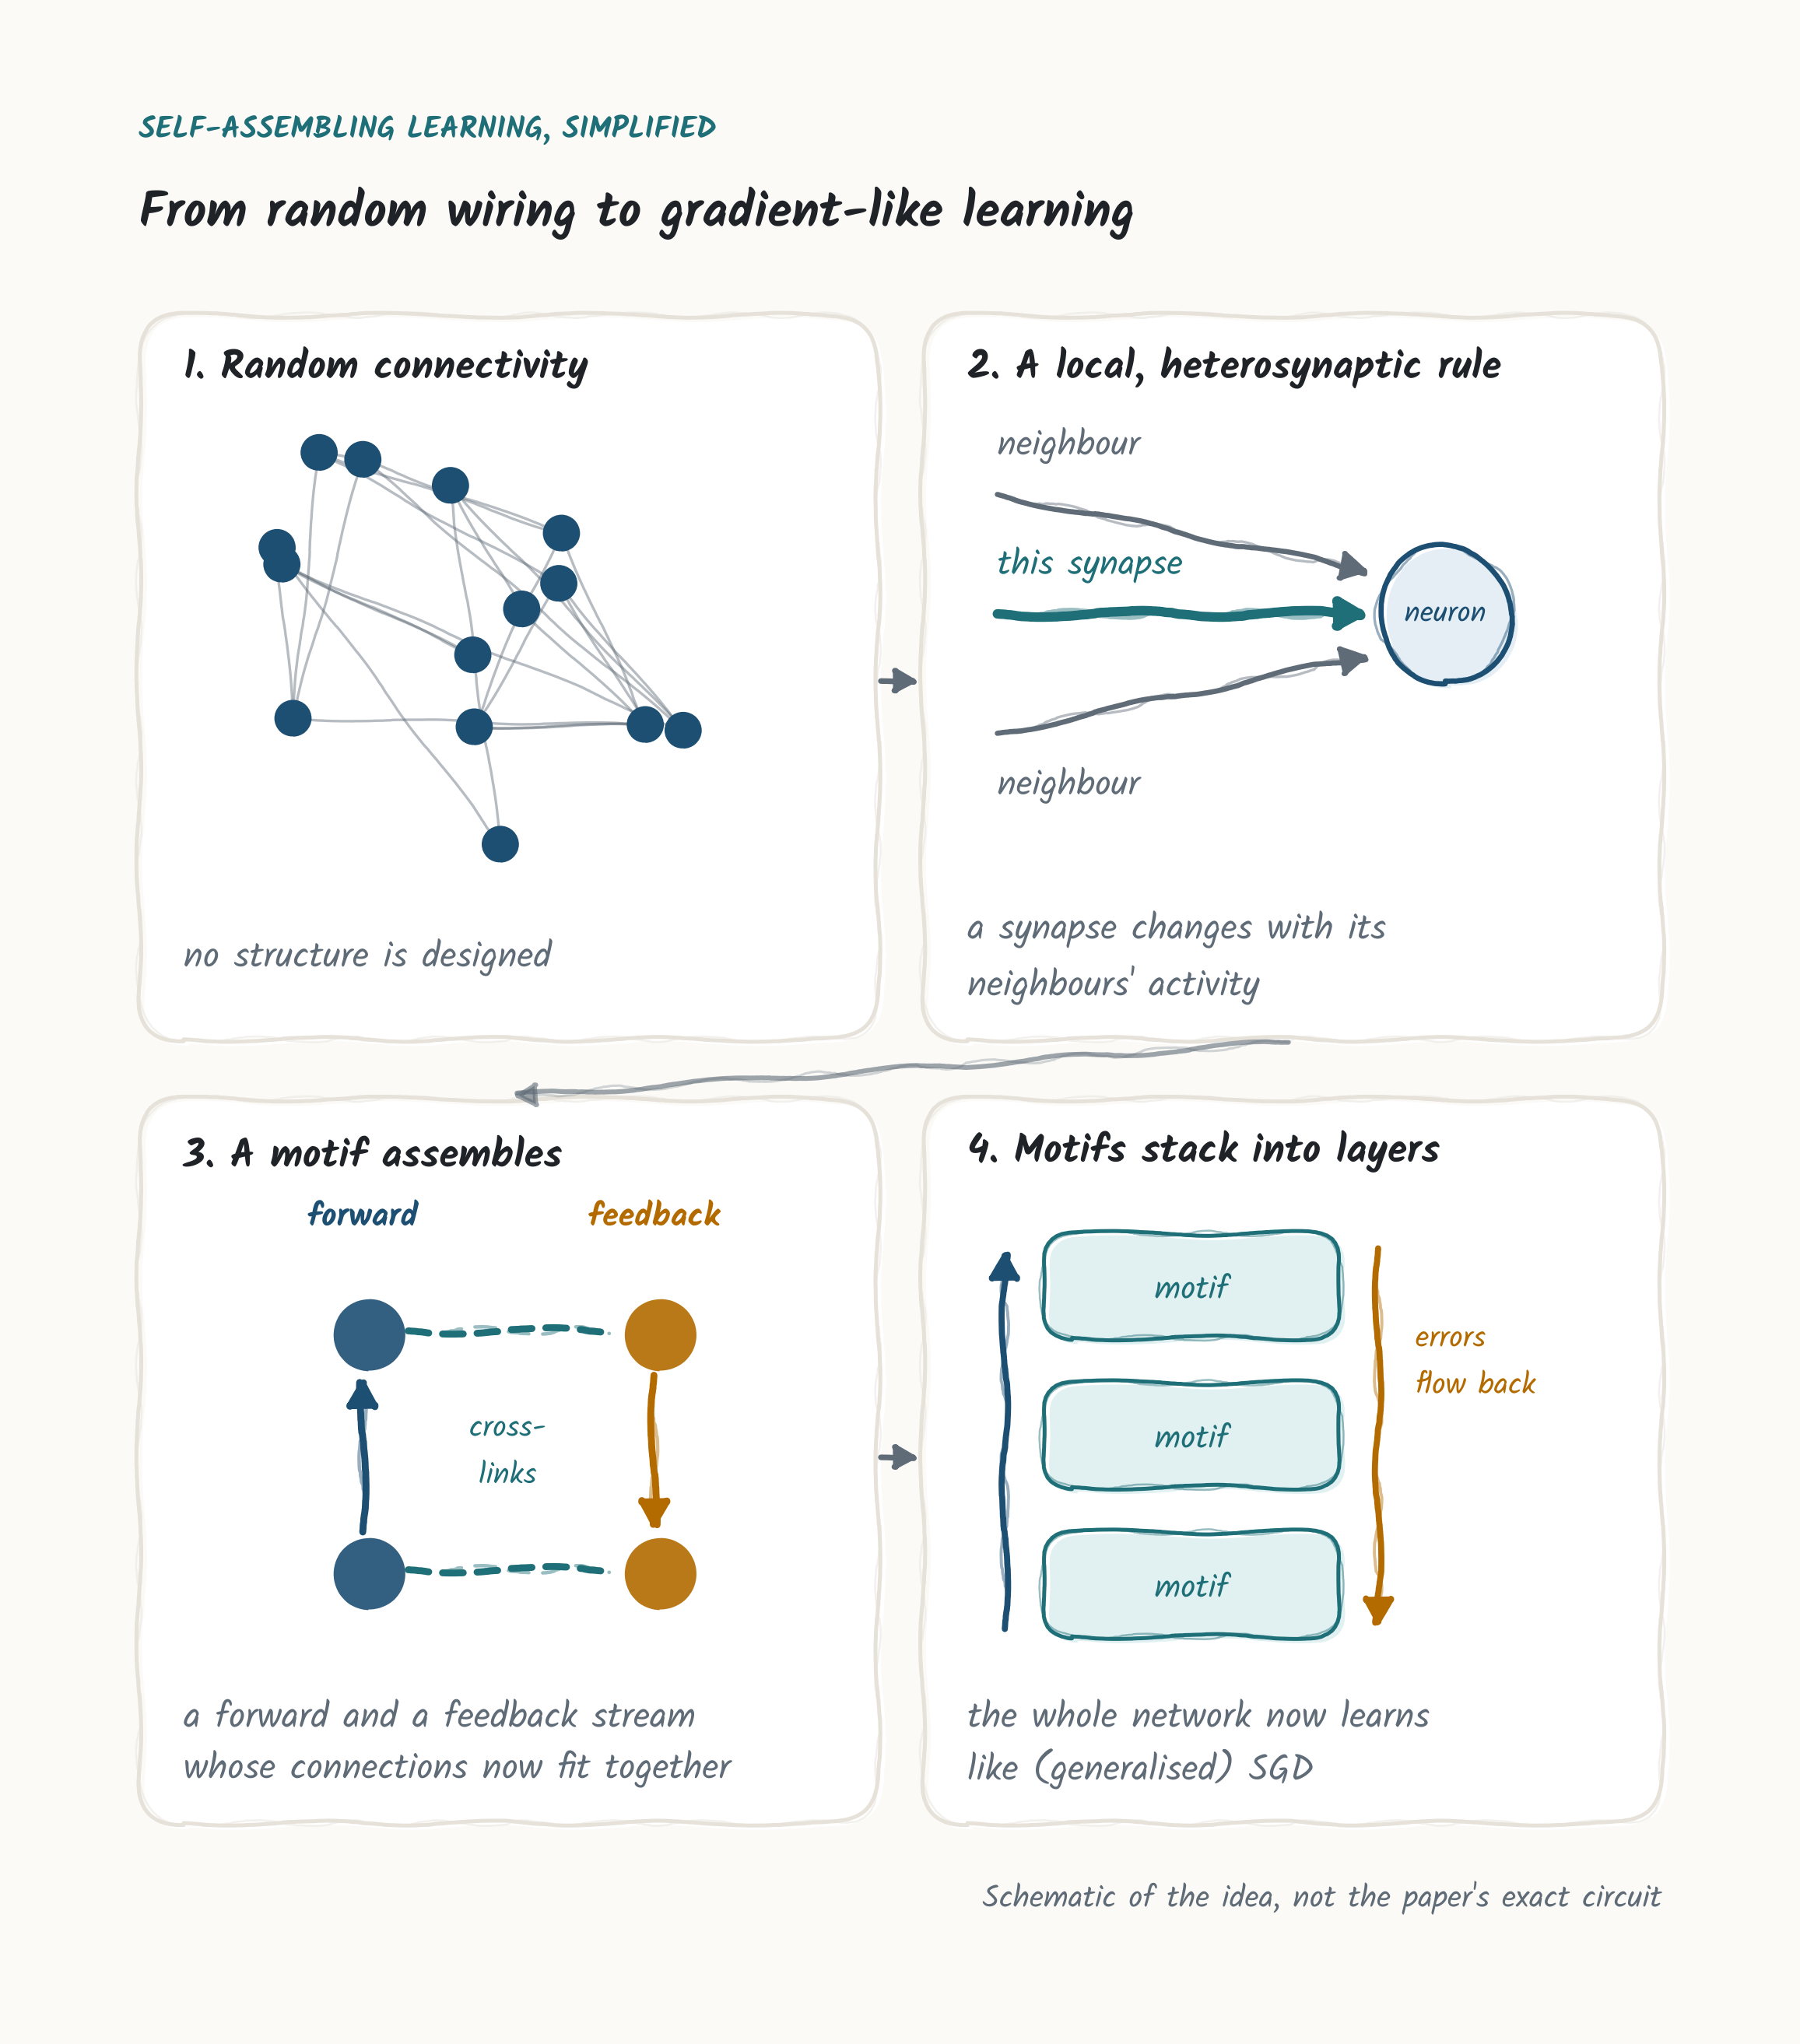 SELF-ASSEMBLING LEARNING, SIMPLIFIED
From random wiring to gradient-like learning
1. Random connectivity
no structure is designed
2. A local, heterosynaptic rule
neighbour
this synapse
neuron
neighbour
a synapse changes with its
neighbours' activity
3. A motif assembles
forward
feedback
cross-
links
a forward and a feedback stream
whose connections now fit together
4. Motifs stack into layers
motif
errors
flow back
motif
motif
the whole network now learns
like (generalised) SGD
Schematic of the idea, not the paper's exact circuit